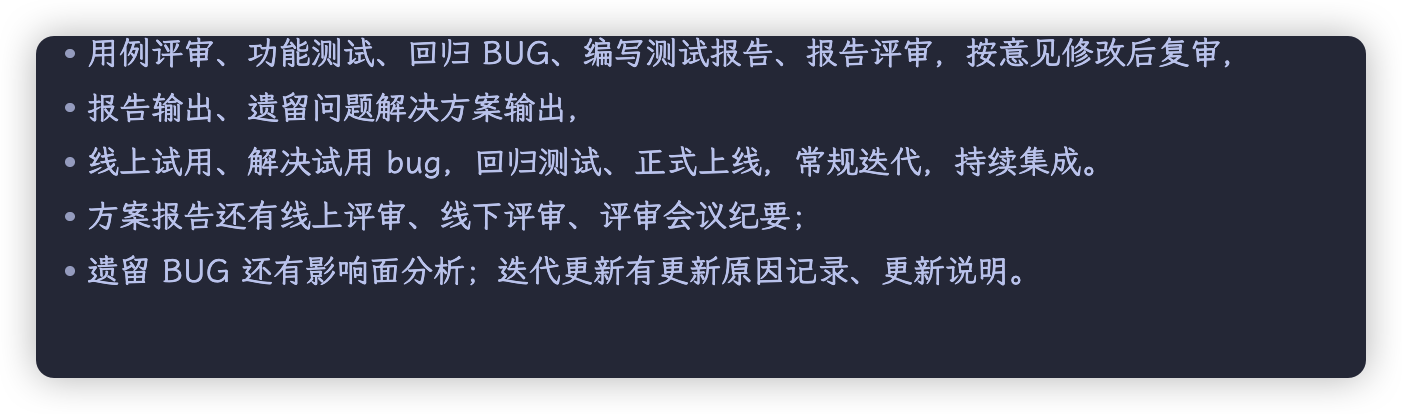 • 用例评审、功能测试、回归 BUG、编写测试报告、报告评审，按意见修改后复审，
• 报告输出、遗留问题解决方案输出，
• 线上试用、解决试用 bug，回归测试、正式上线，常规迭代，持续集成。
• 方案报告还有线上评审、线下评审、评审会议纪要；
• 遗留 BUG 还有影响面分析；迭代更新有更新原因记录、更新说明。